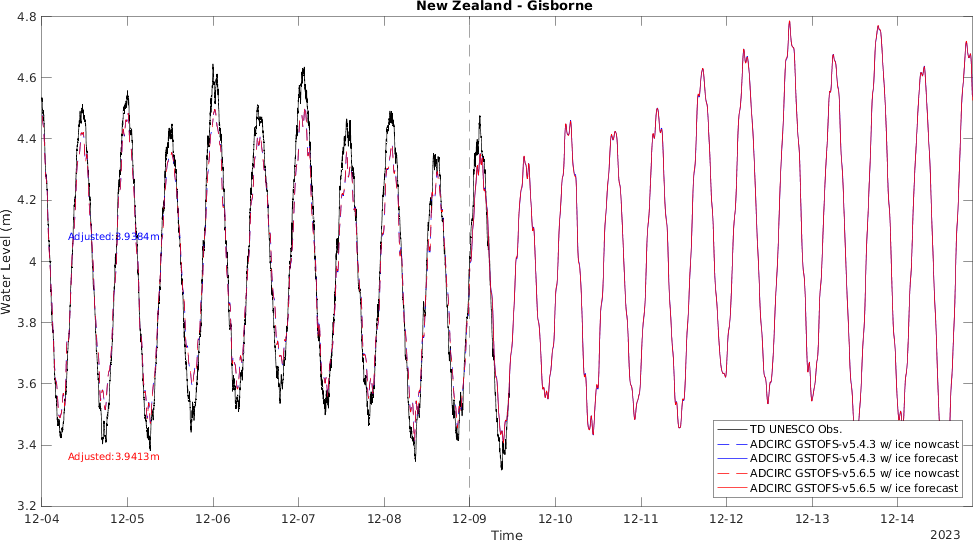 New Zealand - Gisborne
4.8
4.6
4.4
4.2
4
3.8
3.6
3.4
3.2
Water Level (m)
Adjusted:3.9384m
Adjusted:3.9413m
TD UNESCO Obs.
ADCIRC GSTOFS-v5.4.3 w/ ice nowcast
ADCIRC GSTOFS-v5.4.3 w/ ice forecast
ADCIRC GSTOFS-v5.6.5 w/ ice nowcast
ADCIRC GSTOFS-v5.6.5 w/ ice forecast
12-04 12-05 12-06 12-07 12-08 12-09 12-10 12-11 12-12 12-13 12-14
Time
2023